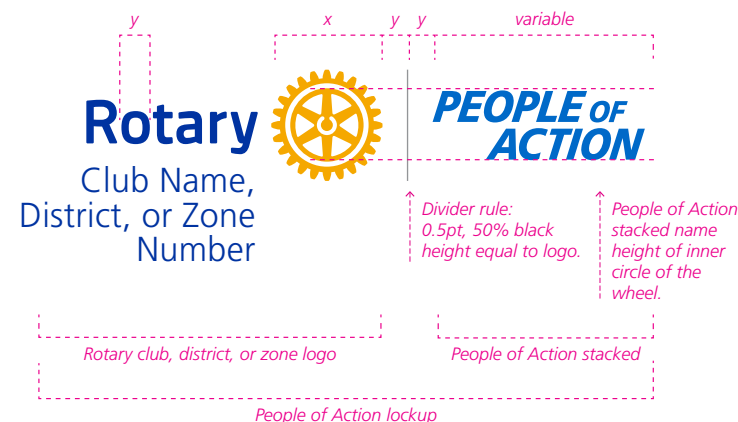 y x y y variable
Rotary
Club Name,
District, or Zone
Number
PEOPLE OF
ACTION
Divider rule:
0.5pt, 50% black
height equal to logo.
People of Action
stacked name
height of inner
circle of the
wheel.
Rotary club, district, or zone logo
People of Action stacked
People of Action lockup